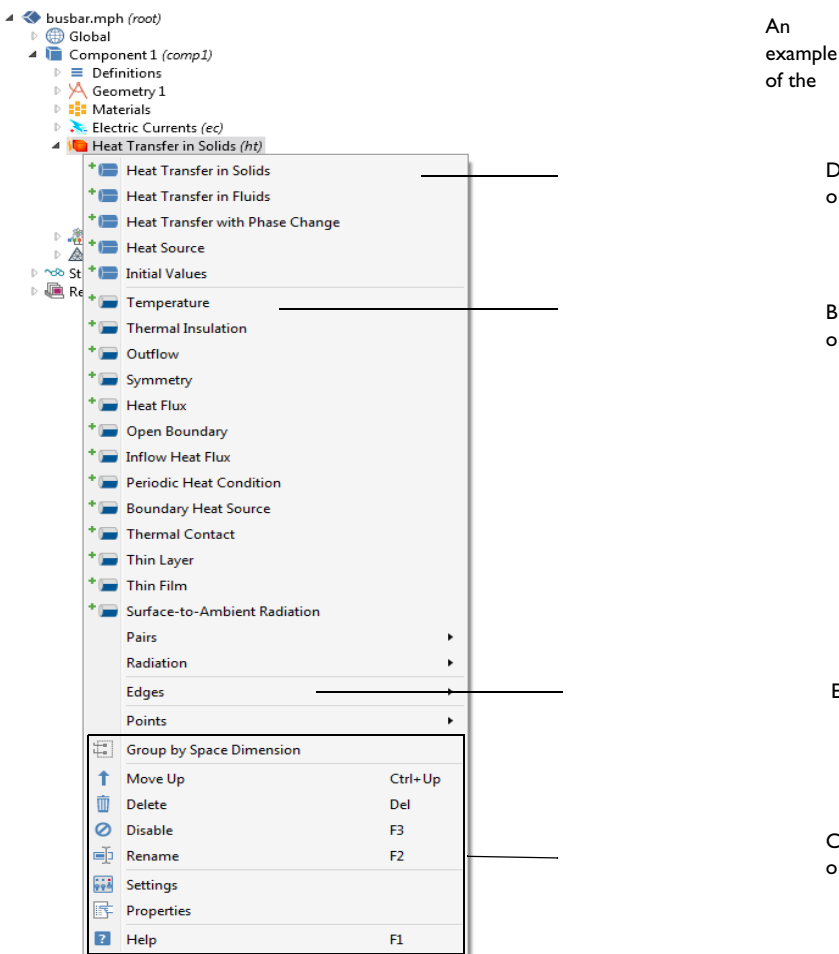 busbar.mph (root)
Global
Component 1 (comp1)
Definitions
Geometry 1
Materials
Electric Currents (ec)
Heat Transfer in Solids (ht)
Heat Transfer in Solids
Heat Transfer in Fluids
Heat Transfer with Phase Change
Heat Source
St
Initial Values
Re
Temperature
Thermal Insulation
Outflow
Symmetry
Heat Flux
Open Boundary
Inflow Heat Flux
Periodic Heat Condition
Boundary Heat Source
Thermal Contact
Thin Layer
Thin Film
Surface-to-Ambient Radiation
Pairs
Radiation
Edges
Points
Group by Space Dimension
Move Up Ctrl+Up
Delete Del
Disable F3
Rename F2
Settings
Properties
Help F1
An
example
of the
D
o
B
o
E
C
o